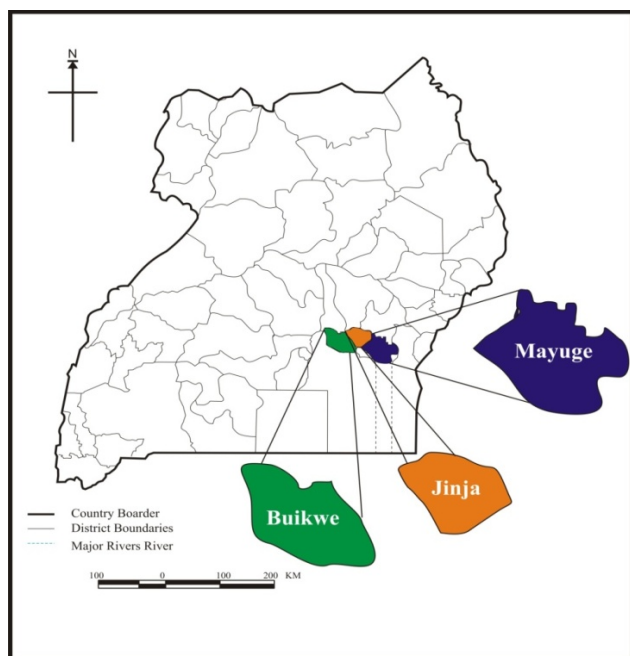 N
Mayuge
Jinja
Buikwe
Country Boarder
District Boundaries
Major Rivers River
100 0 100 200 KM